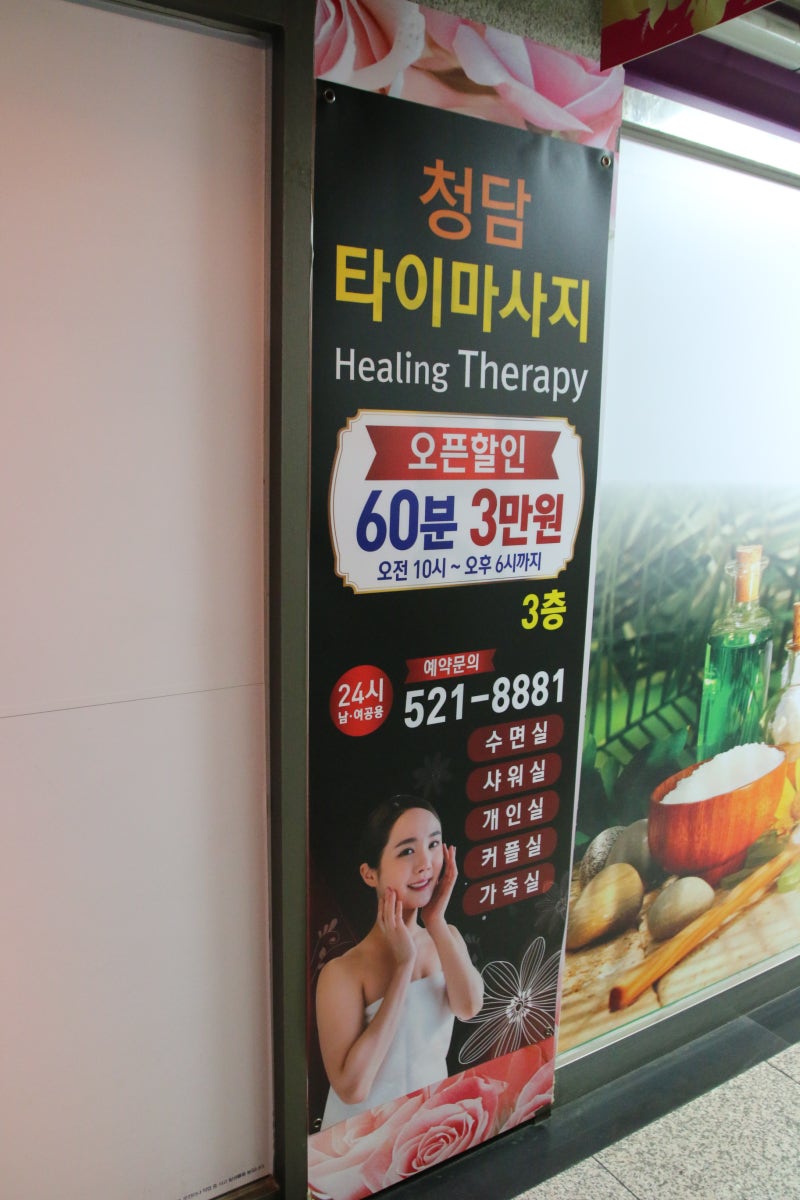 청담
타이마사지
Healing Therapy
오픈할인
60분 3만원
오전 10시 ~ 오후 6시까지
3층
예약문의
24시
남·여공용
521-8881
수면실
샤워실
개인실
커플실
가족실